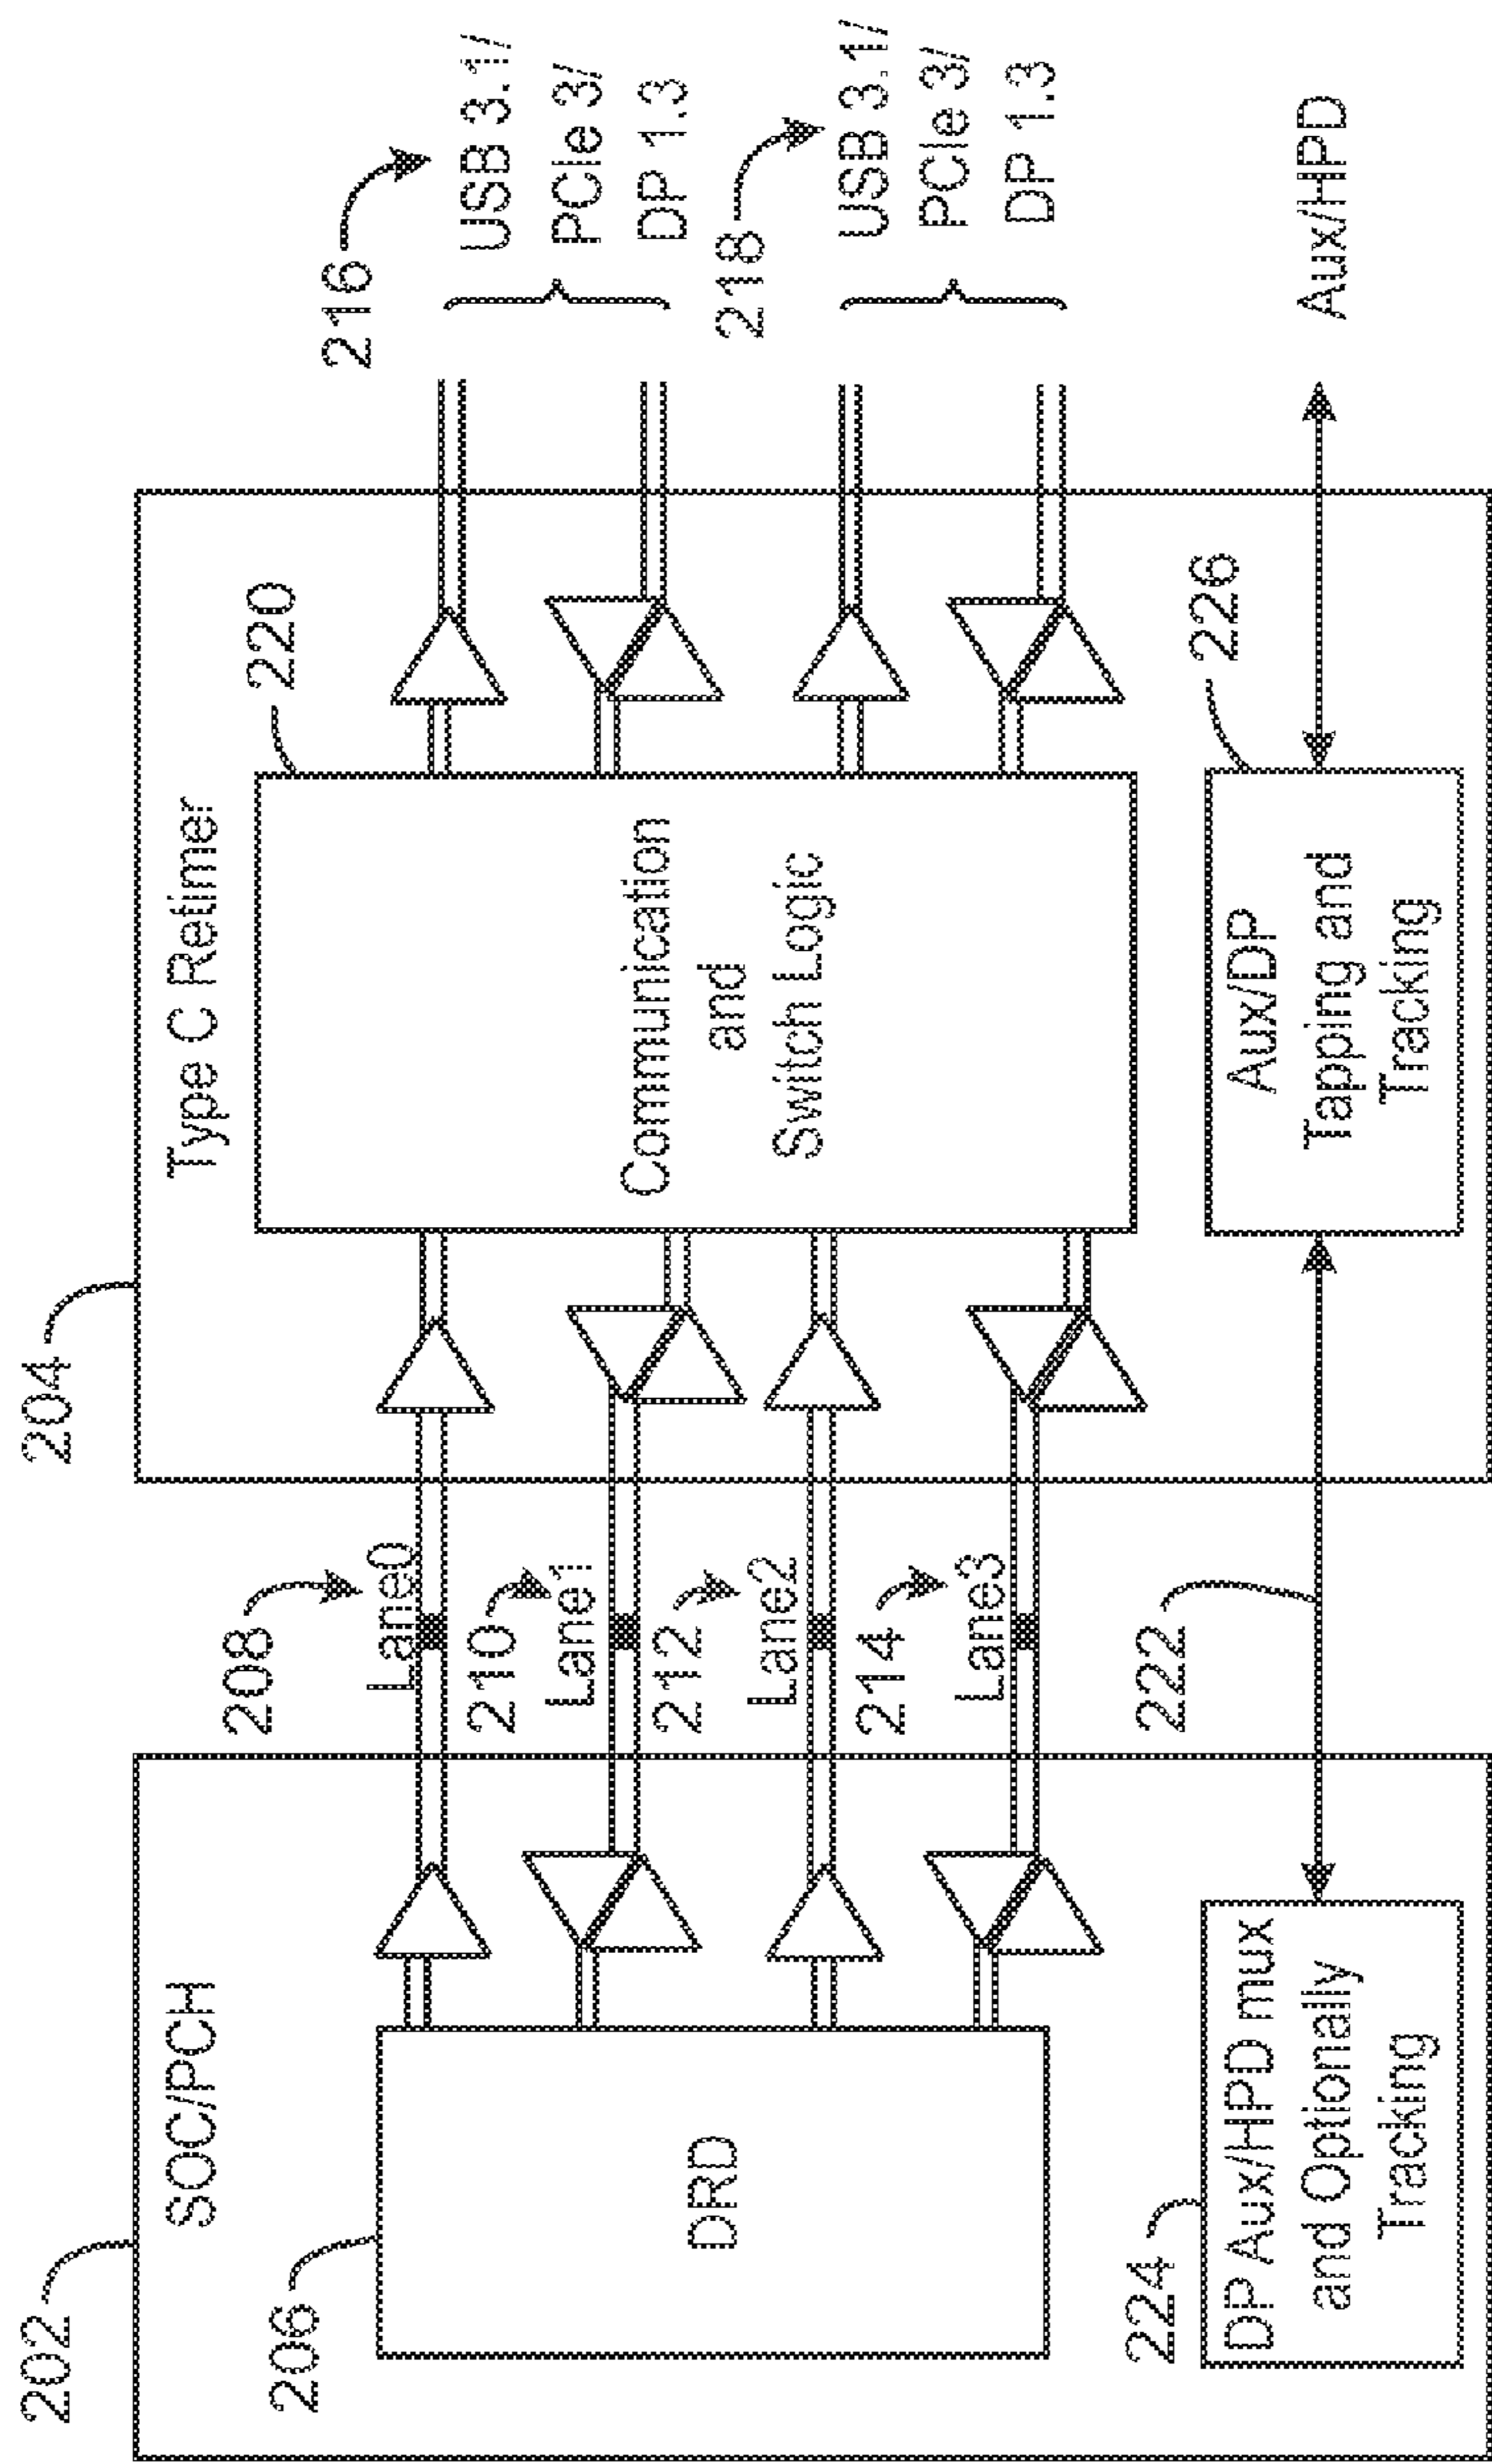 202
SOC/PCH
206
DRD
224
DP Aux/HPD mux
and Optionally
Tracking
208
Lane0
210
Lane1
212
Lane2
214
Lane3
222
204
Type C Retimer
220
Communication
and
Switch Logic
226
Aux/DP
Tapping and
Tracking
216
USB 3.1/
PCIe 3/
DP 1.3
218
USB 3.1/
PCIe 3/
DP 1.3
Aux/HPD